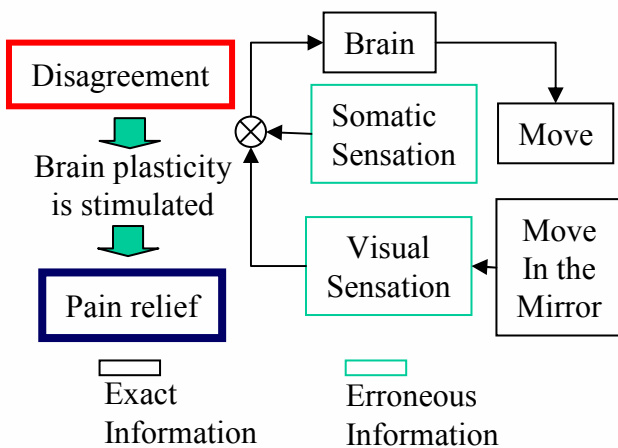 Disagreement
Brain plasticity
is stimulated
Pain relief
Brain
Somatic
Sensation
Move
Visual
Sensation
Move
In the
Mirror
Exact
Information
Erroneous
Information